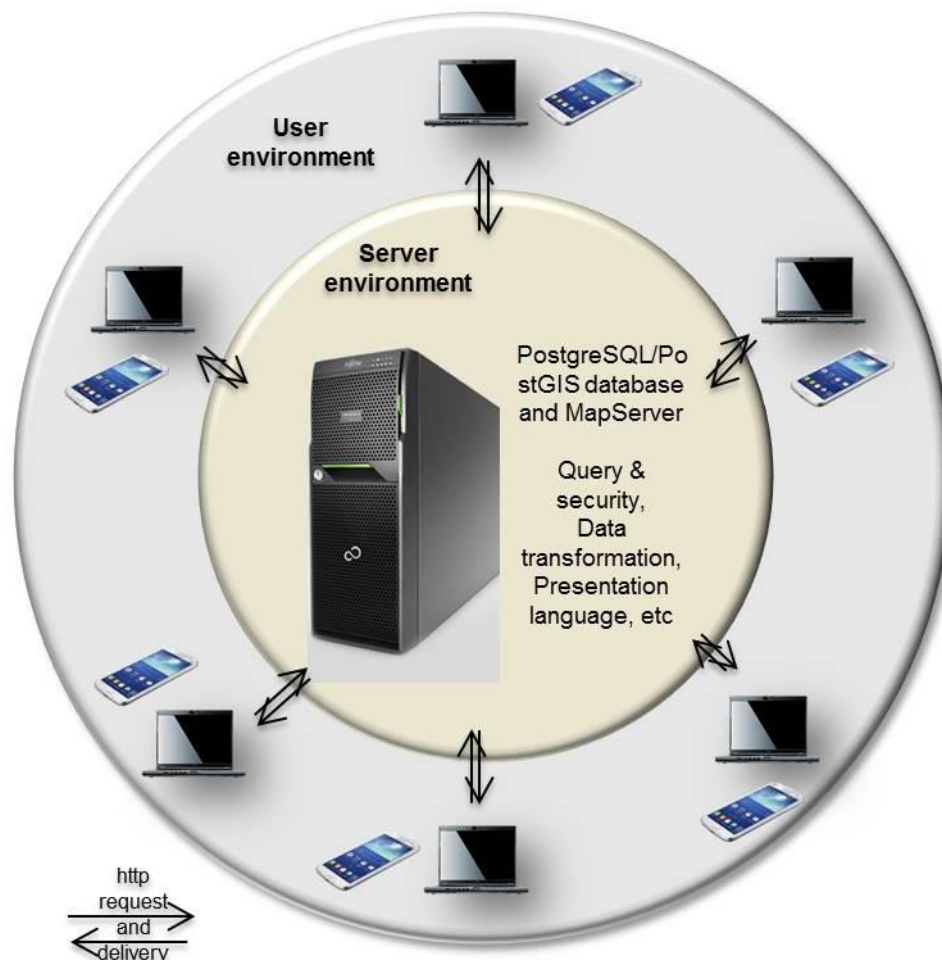 User
environment
Server
environment
PostgreSQL/Po
stGIS database
and MapServer
Query &
security,
Data
transformation,
Presentation
language, etc
http
request
and
delivery